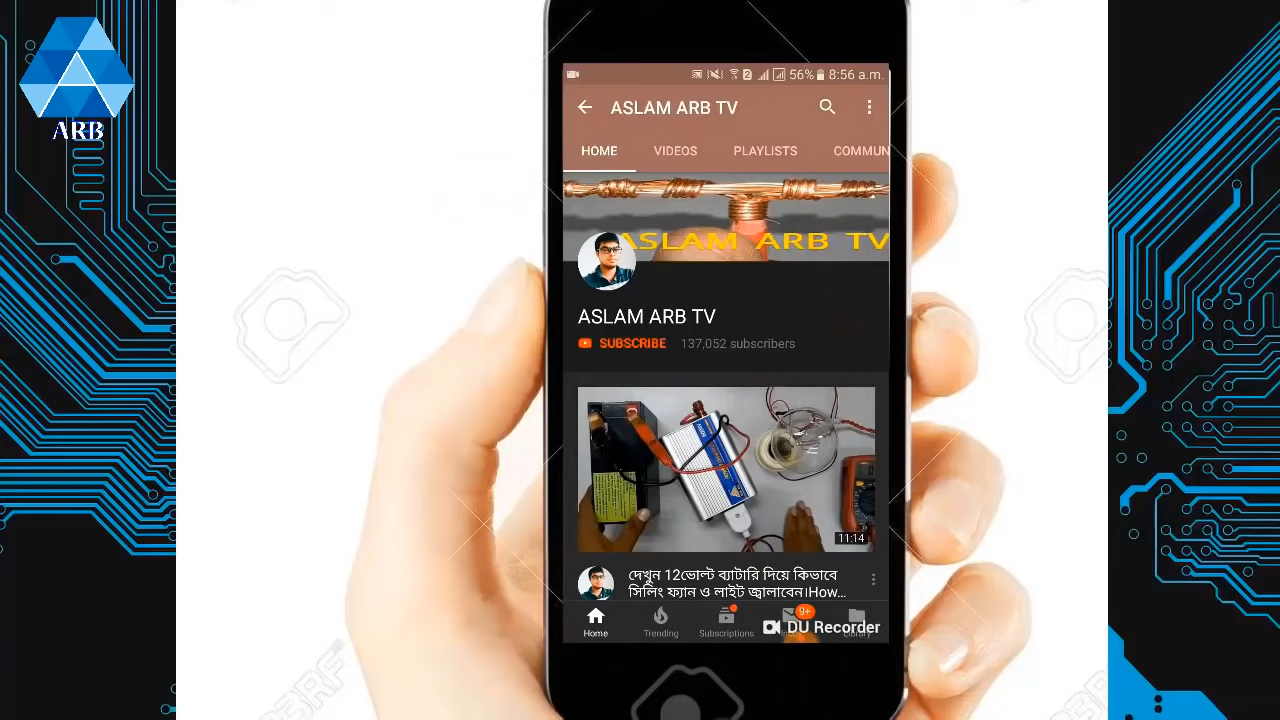 ARB
56% 8:56 a.m.
ASLAM ARB TV
HOME VIDEOS PLAYLISTS COMMUN
ASLAM ARB TV
ASLAM ARB TV
SUBSCRIBE 137,052 subscribers
11:14
দেখুন 12ভোল্ট ব্যাটারি দিয়ে কিভাবে
সিলিং ফ্যান ও লাইট জ্বালাবেন।How...
9+
DU Recorder
Home Trending Subscriptions Library